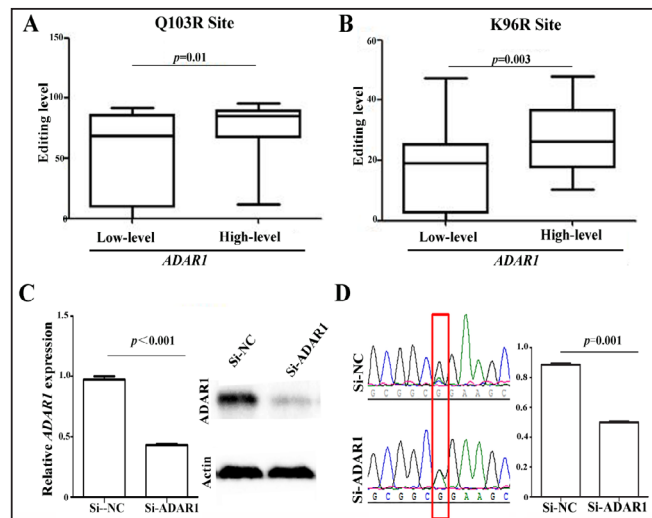 A
Q103R Site
p=0.01
Editing level
150
100
50
0
Low-level High-level
ADAR1
B
K96R Site
p=0.003
Editing level
60
40
20
0
Low-level High-level
ADAR1
C
Relative ADAR1 expression
1.5
1.0
0.5
0.0
p<0.001
Si--NC Si-ADAR1
Si-NC Si-ADAR1
ADAR1
Actin
D
Si-NC
G C G G C G G A A G C
Si-ADAR1
G C G G C G G A A G C
p=0.001
1.0
0.8
0.6
0.4
0.2
0.0
Si-NC Si-ADAR1